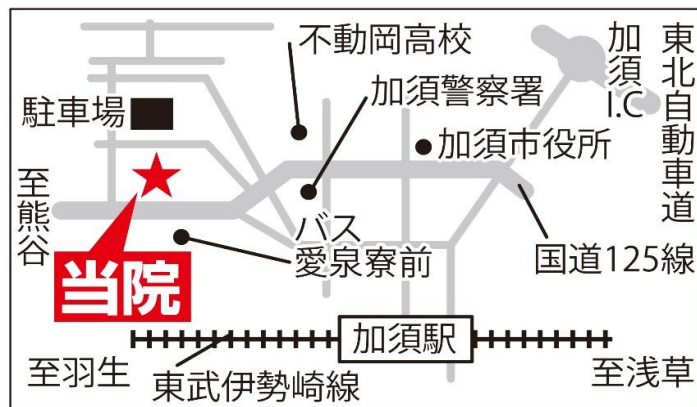 不動岡高校
加須警察署
駐車場
加須市役所
加須
I.C
東北自動車道
至熊谷
当院
バス
愛泉寮前
国道125線
加須駅
至羽生
東武伊勢崎線
至浅草